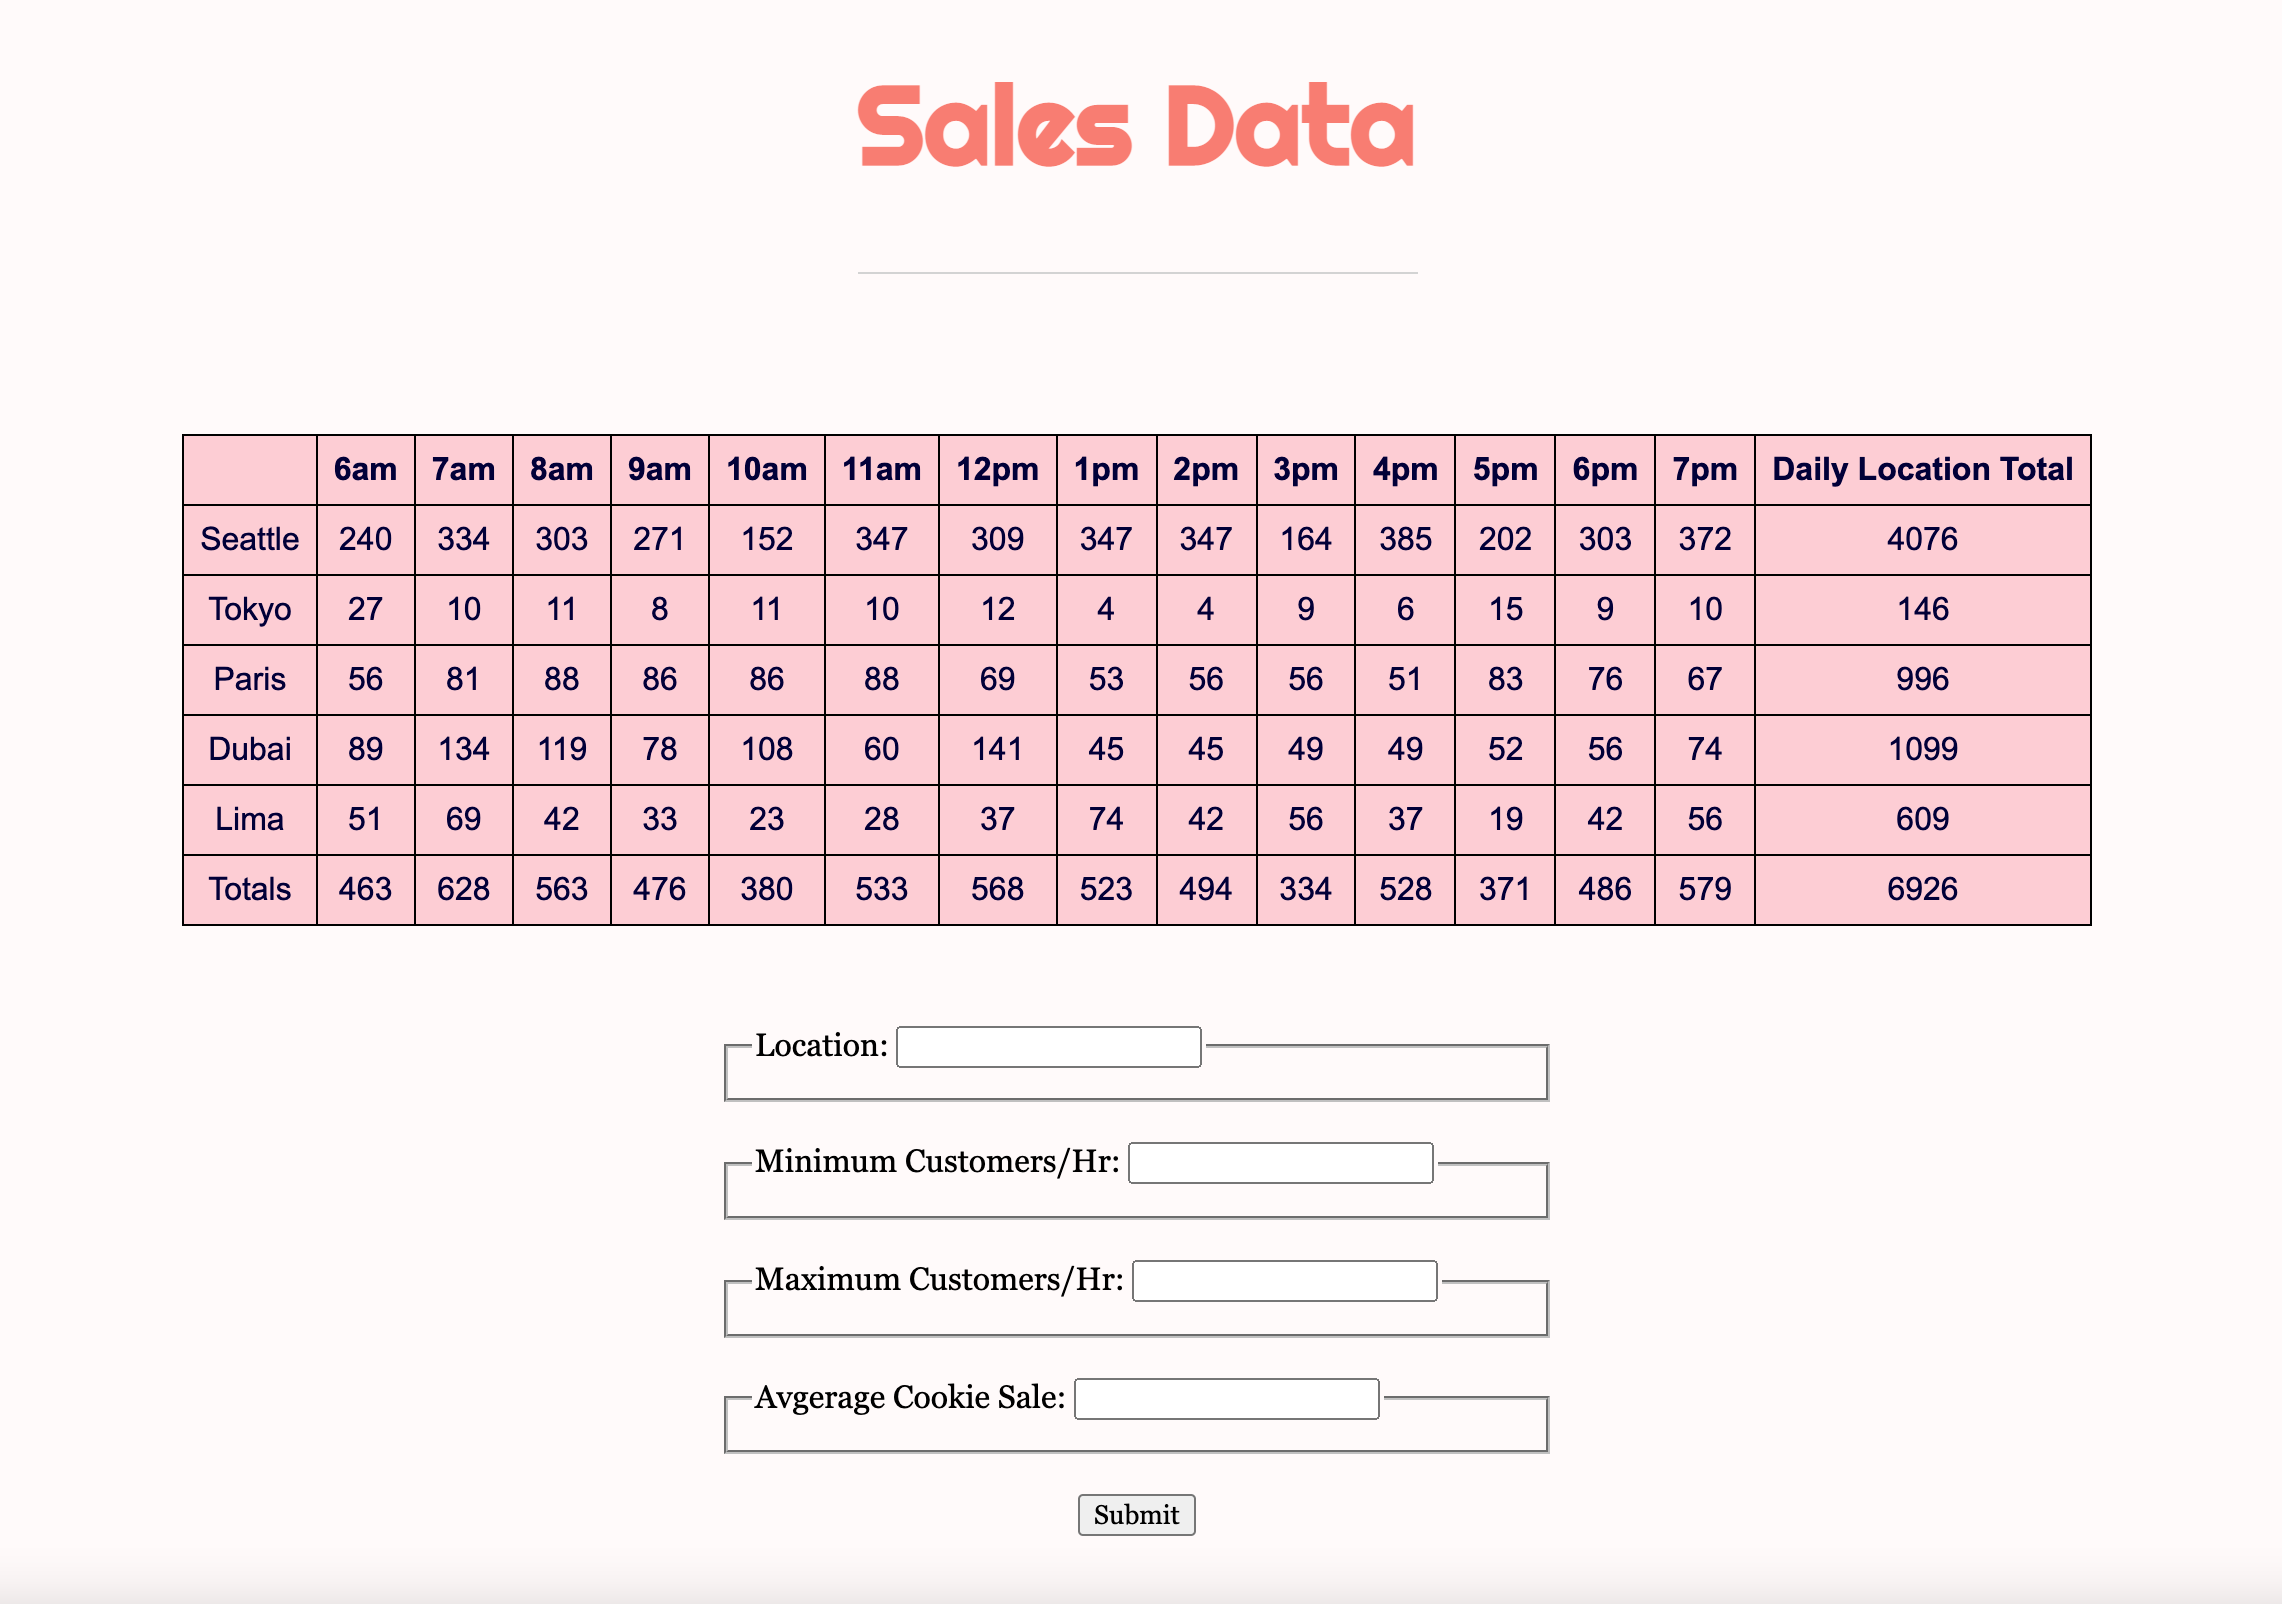 Sales Data
6am 7am 8am 9am 10am 11am 12pm 1pm 2pm 3pm 4pm 5pm 6pm 7pm Daily Location Total
Seattle 240 334 303 271 152 347 309 347 347 164 385 202 303 372 4076
Tokyo 27 10 11 8 11 10 12 4 4 9 6 15 9 10 146
Paris 56 81 88 86 86 88 69 53 56 56 51 83 76 67 996
Dubai 89 134 119 78 108 60 141 45 45 49 49 52 56 74 1099
Lima 51 69 42 33 23 28 37 74 42 56 37 19 42 56 609
Totals 463 628 563 476 380 533 568 523 494 334 528 371 486 579 6926
Location:
Minimum Customers/Hr:
Maximum Customers/Hr:
Avgerage Cookie Sale:
Submit